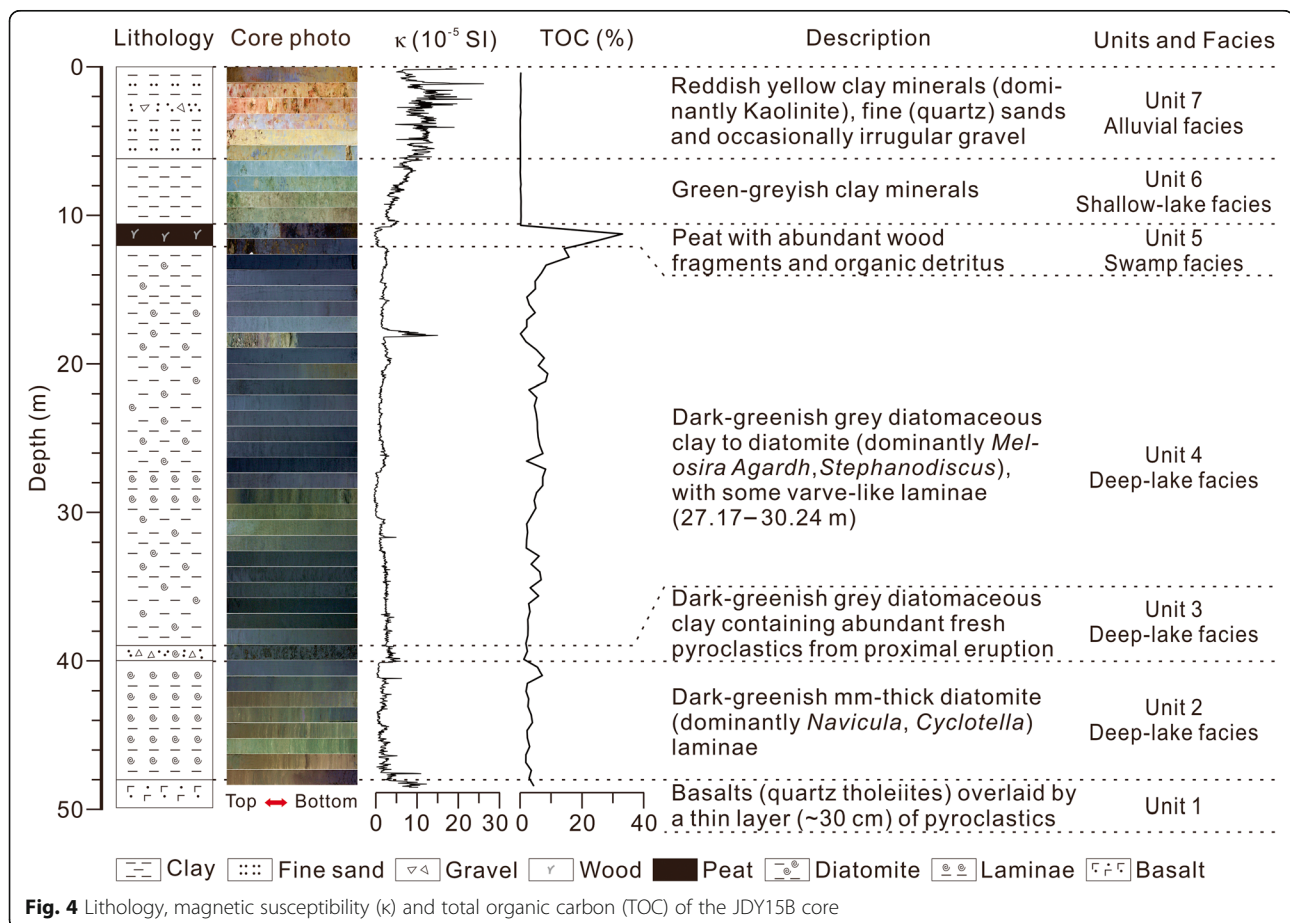 Lithology Core photo κ (10⁻⁵ SI) TOC (%) Description Units and Facies
0
10
20
30
40
50
Depth (m)
Reddish yellow clay minerals (domi-
nantly Kaolinite), fine (quartz) sands
and occasionally irrugular gravel
Unit 7
Alluvial facies
Green-greyish clay minerals
Unit 6
Shallow-lake facies
Peat with abundant wood
fragments and organic detritus
Unit 5
Swamp facies
Dark-greenish grey diatomaceous
clay to diatomite (dominantly Mel-
osira Agardh,Stephanodiscus),
with some varve-like laminae
(27.17–30.24 m)
Unit 4
Deep-lake facies
Dark-greenish grey diatomaceous
clay containing abundant fresh
pyroclastics from proximal eruption
Unit 3
Deep-lake facies
Dark-greenish mm-thick diatomite
(dominantly Navicula, Cyclotella)
laminae
Unit 2
Deep-lake facies
Basalts (quartz tholeiites) overlaid by
a thin layer (~30 cm) of pyroclastics
Unit 1
Top Bottom
0 10 20 30
0 20 40
Clay Fine sand Gravel Wood Peat Diatomite Laminae Basalt
Fig. 4 Lithology, magnetic susceptibility (κ) and total organic carbon (TOC) of the JDY15B core